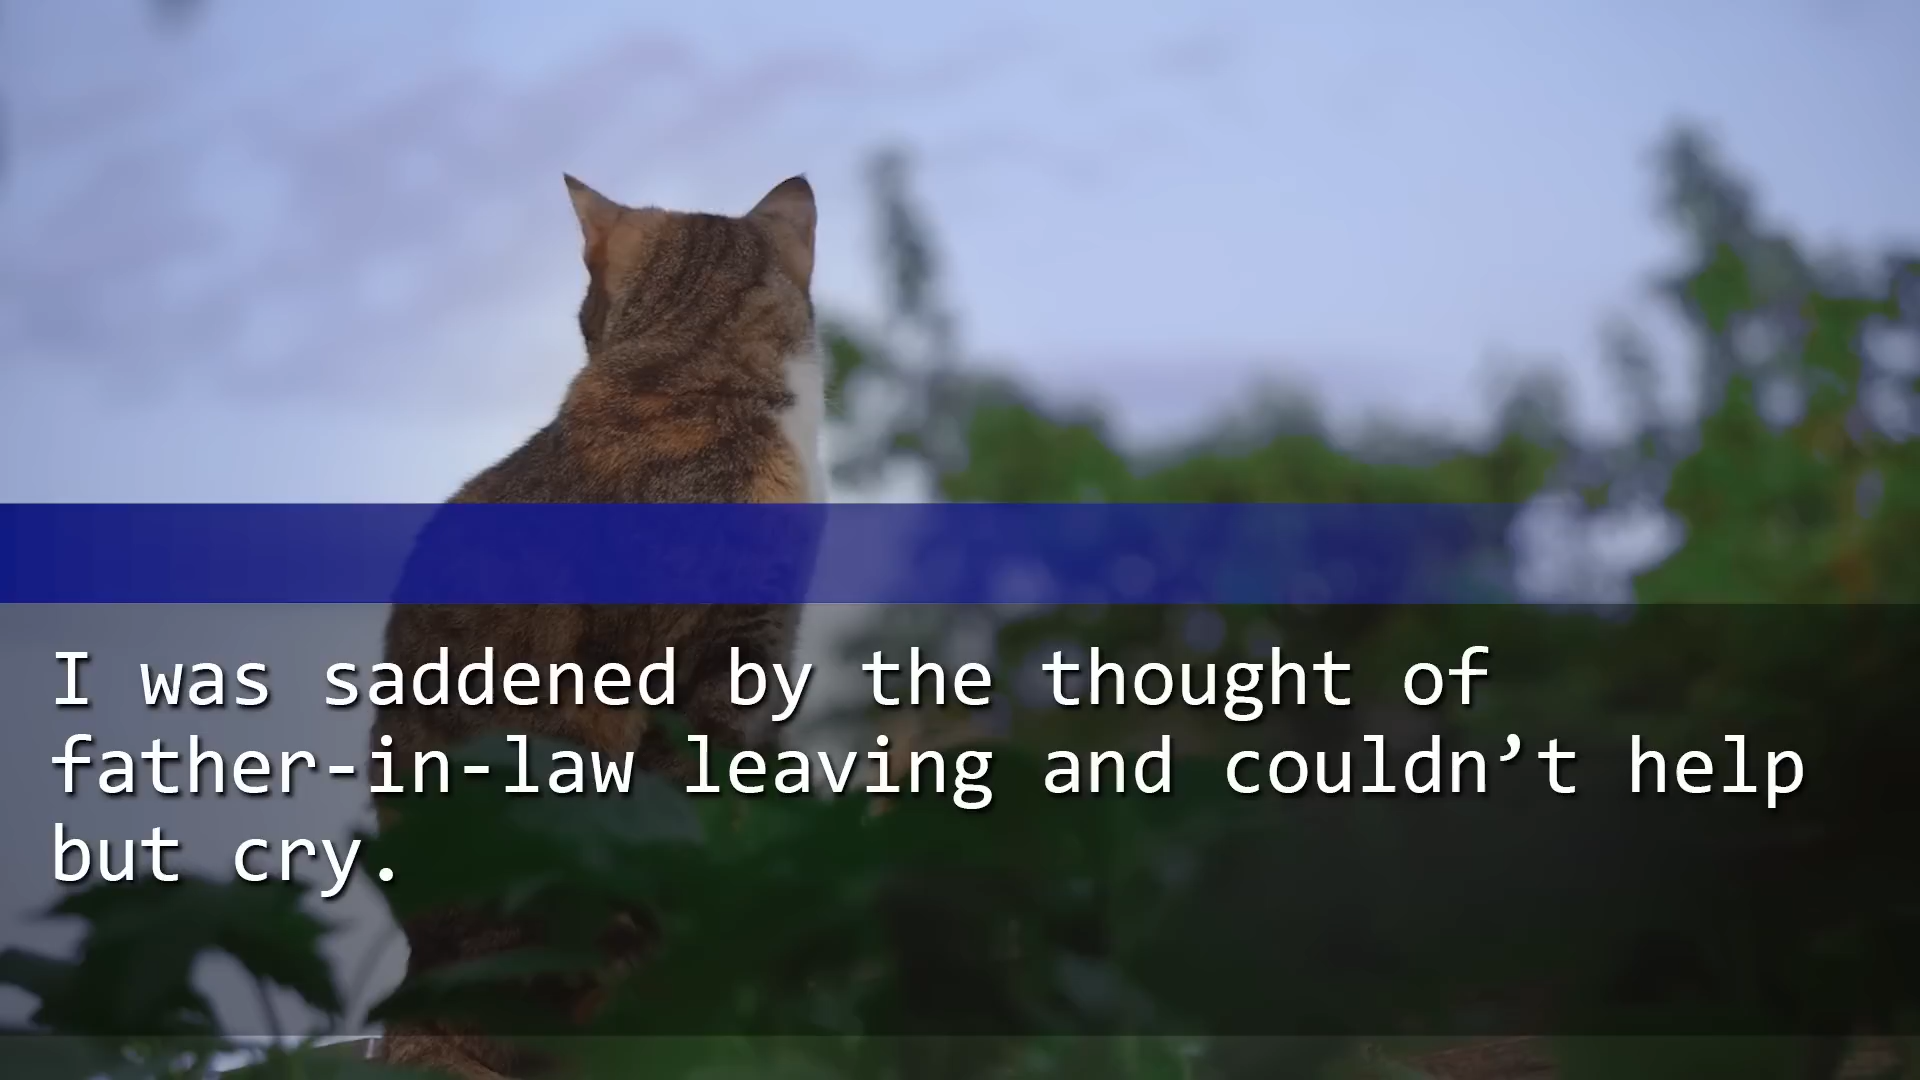 I was saddened by the thought of
father-in-law leaving and couldn’t help
but cry.